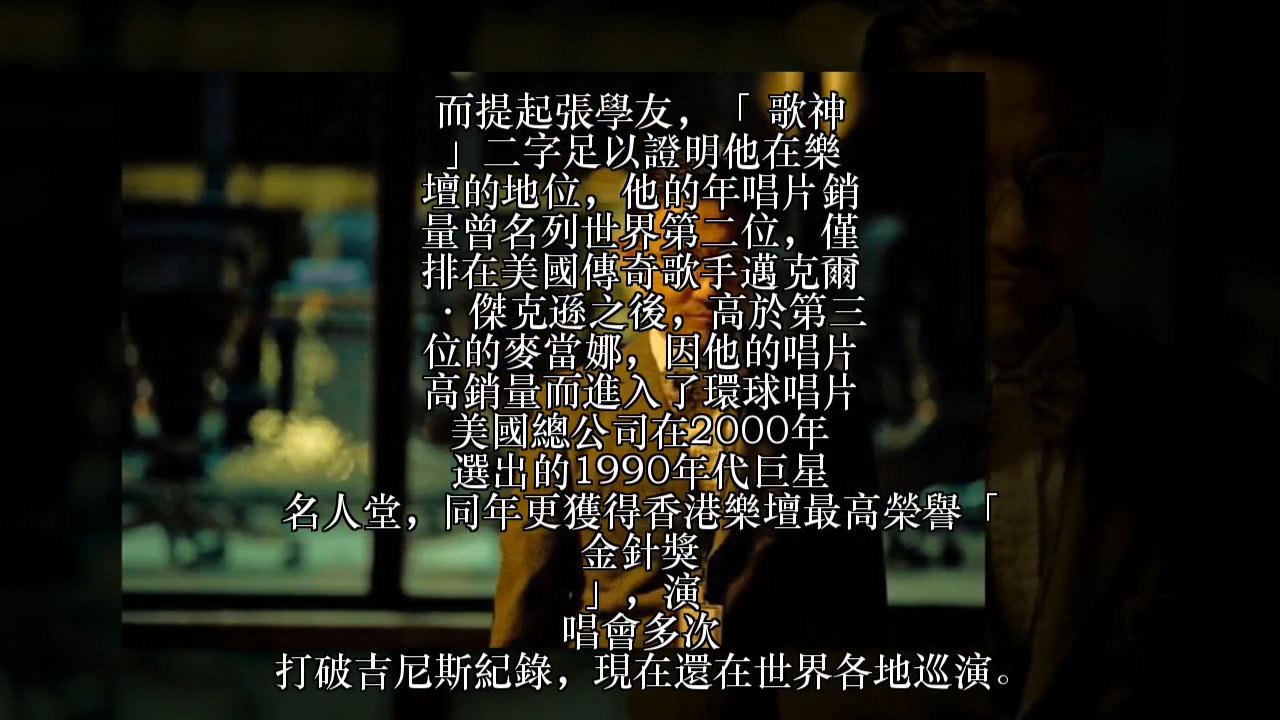 而提起張學友，「 歌神
」二字足以證明他在樂
壇的地位，他的年唱片銷
量曾名列世界第二位，僅
排在美國傳奇歌手邁克爾
·傑克遜之後，高於第三
位的麥當娜，因他的唱片
高銷量而進入了環球唱片
美國總公司在2000年
選出的1990年代巨星
名人堂，同年更獲得香港樂壇最高榮譽「
金針獎
」，演
唱會多次
打破吉尼斯紀錄，現在還在世界各地巡演。